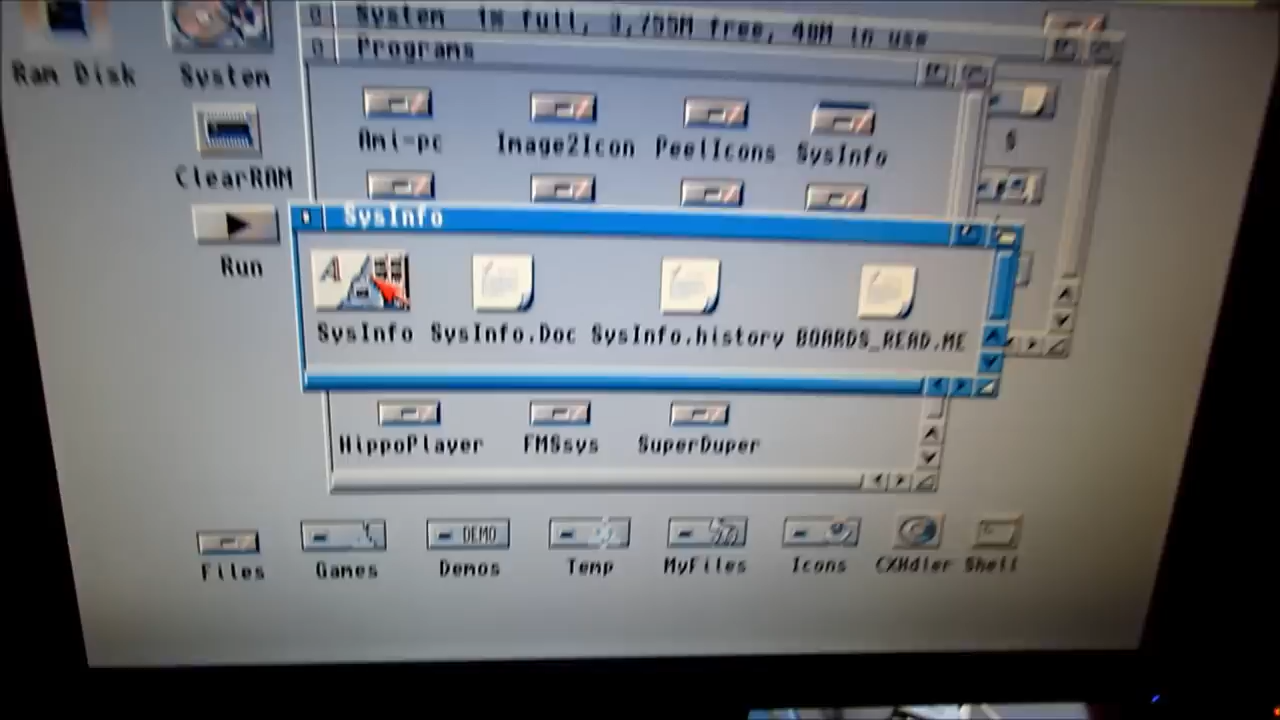 System 1% full, 3,755M free, 48M in use
Programs
Ram Disk
System
Ami-pc Image2Icon PeelIcons SysInfo
S
ClearRAM
SysInfo
Run
SysInfo SysInfo.Doc SysInfo.history BOARDS_READ.ME
HippoPlayer FMSsys SuperDuper
Files Games Demos Temp MyFiles Icons CXHdler Shell
DEMO